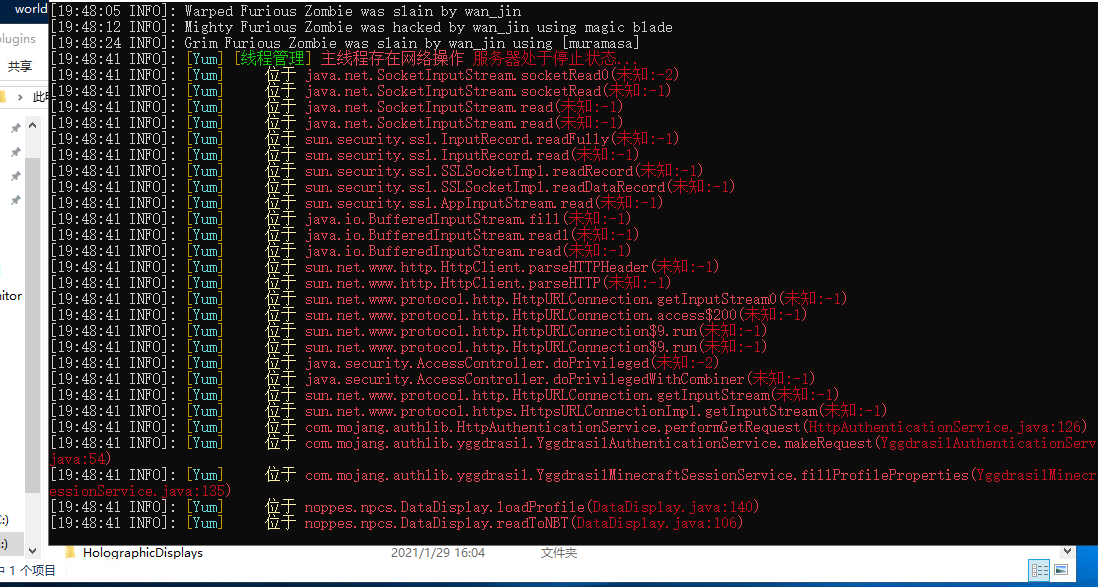 world
[19:48:05 INFO]: Warped Furious Zombie was slain by wan_jin
[19:48:12 INFO]: Mighty Furious Zombie was hacked by wan_jin using magic blade
[19:48:24 INFO]: Grim Furious Zombie was slain by wan_jin using [muramasa]
[19:48:41 INFO]: [Yum] [线程管理] 主线程存在网络操作 服务器处于停止状态...
[19:48:41 INFO]: [Yum] 位于 java.net.SocketInputStream.socketRead0(未知:-2)
[19:48:41 INFO]: [Yum] 位于 java.net.SocketInputStream.socketRead(未知:-1)
[19:48:41 INFO]: [Yum] 位于 java.net.SocketInputStream.read(未知:-1)
[19:48:41 INFO]: [Yum] 位于 java.net.SocketInputStream.read(未知:-1)
[19:48:41 INFO]: [Yum] 位于 sun.security.ssl.InputRecord.readFully(未知:-1)
[19:48:41 INFO]: [Yum] 位于 sun.security.ssl.InputRecord.read(未知:-1)
[19:48:41 INFO]: [Yum] 位于 sun.security.ssl.SSLSocketImpl.readRecord(未知:-1)
[19:48:41 INFO]: [Yum] 位于 sun.security.ssl.SSLSocketImpl.readDataRecord(未知:-1)
[19:48:41 INFO]: [Yum] 位于 sun.security.ssl.AppInputStream.read(未知:-1)
[19:48:41 INFO]: [Yum] 位于 java.io.BufferedInputStream.fill(未知:-1)
[19:48:41 INFO]: [Yum] 位于 java.io.BufferedInputStream.read1(未知:-1)
[19:48:41 INFO]: [Yum] 位于 java.io.BufferedInputStream.read(未知:-1)
[19:48:41 INFO]: [Yum] 位于 sun.net.www.http.HttpClient.parseHTTPHeader(未知:-1)
[19:48:41 INFO]: [Yum] 位于 sun.net.www.http.HttpClient.parseHTTP(未知:-1)
[19:48:41 INFO]: [Yum] 位于 sun.net.www.protocol.http.HttpURLConnection.getInputStream0(未知:-1)
[19:48:41 INFO]: [Yum] 位于 sun.net.www.protocol.http.HttpURLConnection.access$200(未知:-1)
[19:48:41 INFO]: [Yum] 位于 sun.net.www.protocol.http.HttpURLConnection$9.run(未知:-1)
[19:48:41 INFO]: [Yum] 位于 sun.net.www.protocol.http.HttpURLConnection$9.run(未知:-1)
[19:48:41 INFO]: [Yum] 位于 java.security.AccessController.doPrivileged(未知:-2)
[19:48:41 INFO]: [Yum] 位于 java.security.AccessController.doPrivilegedWithCombiner(未知:-1)
[19:48:41 INFO]: [Yum] 位于 sun.net.www.protocol.http.HttpURLConnection.getInputStream(未知:-1)
[19:48:41 INFO]: [Yum] 位于 sun.net.www.protocol.https.HttpsURLConnectionImpl.getInputStream(未知:-1)
[19:48:41 INFO]: [Yum] 位于 com.mojang.authlib.HttpAuthenticationService.performGetRequest(HttpAuthenticationService.java:126)
[19:48:41 INFO]: [Yum] 位于 com.mojang.authlib.yggdrasil.YggdrasilAuthenticationService.makeRequest(YggdrasilAuthenticationServ
java:54)
[19:48:41 INFO]: [Yum] 位于 com.mojang.authlib.yggdrasil.YggdrasilMinecraftSessionService.fillProfileProperties(YggdrasilMinecr
essionService.java:135)
[19:48:41 INFO]: [Yum] 位于 noppes.npcs.DataDisplay.loadProfile(DataDisplay.java:140)
[19:48:41 INFO]: [Yum] 位于 noppes.npcs.DataDisplay.readToNBT(DataDisplay.java:106)
lugins
共享
此电
nitor
:)
:)
HolographicDisplays 2021/1/29 16:04 文件夹
中 1 个项目